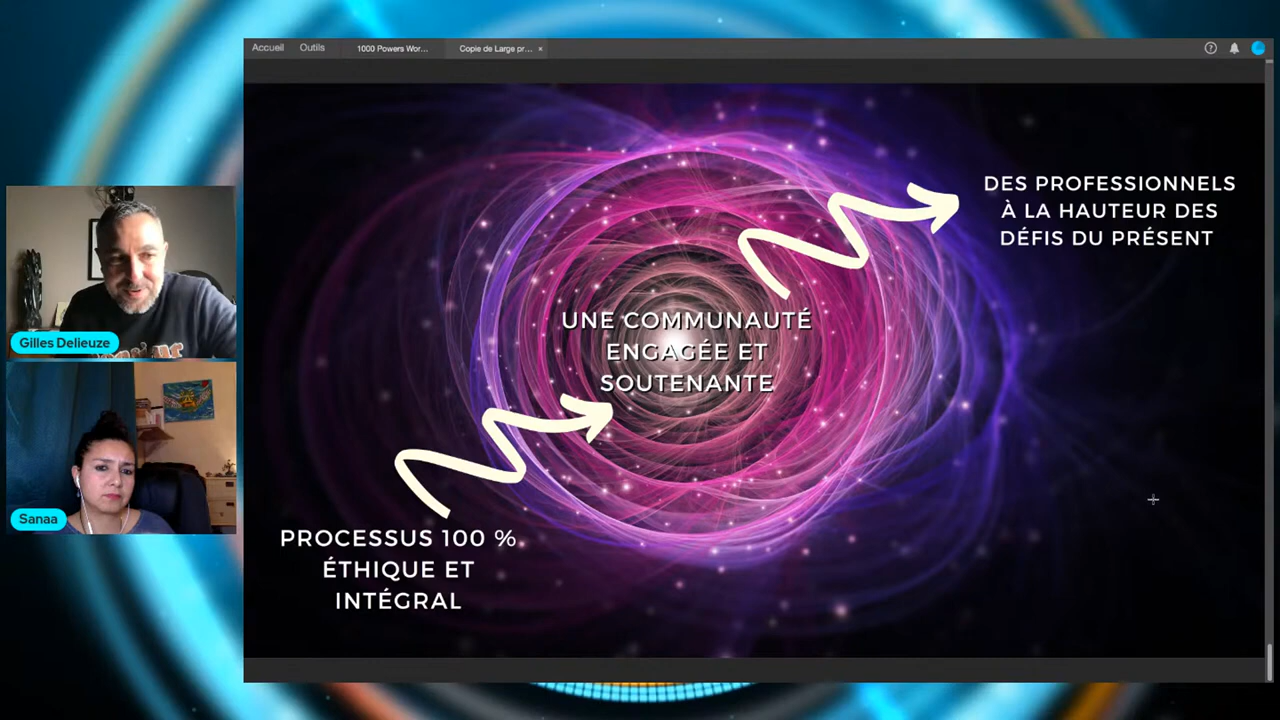 Accueil Outils 1000 Powers Wor... Copie de Large pr... ×
DES PROFESSIONNELS
À LA HAUTEUR DES
DÉFIS DU PRÉSENT
UNE COMMUNAUTÉ
ENGAGÉE ET
SOUTENANTE
PROCESSUS 100 %
ÉTHIQUE ET
INTÉGRAL
Gilles Delieuze
Sanaa